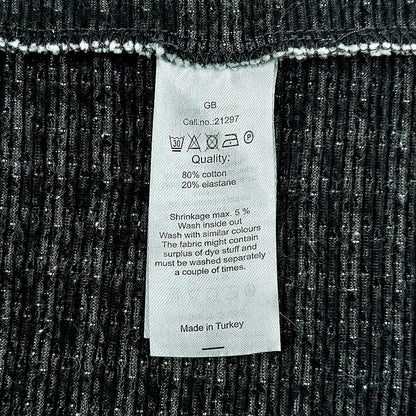 GB
Call.no.:21297
30 P
Quality:
80% cotton
20% elastane
Shrinkage max. 5 %
Wash inside out
Wash with similar colours
The fabric might contain
surplus of dye stuff and
must be washed separately
a couple of times.
Made in Turkey